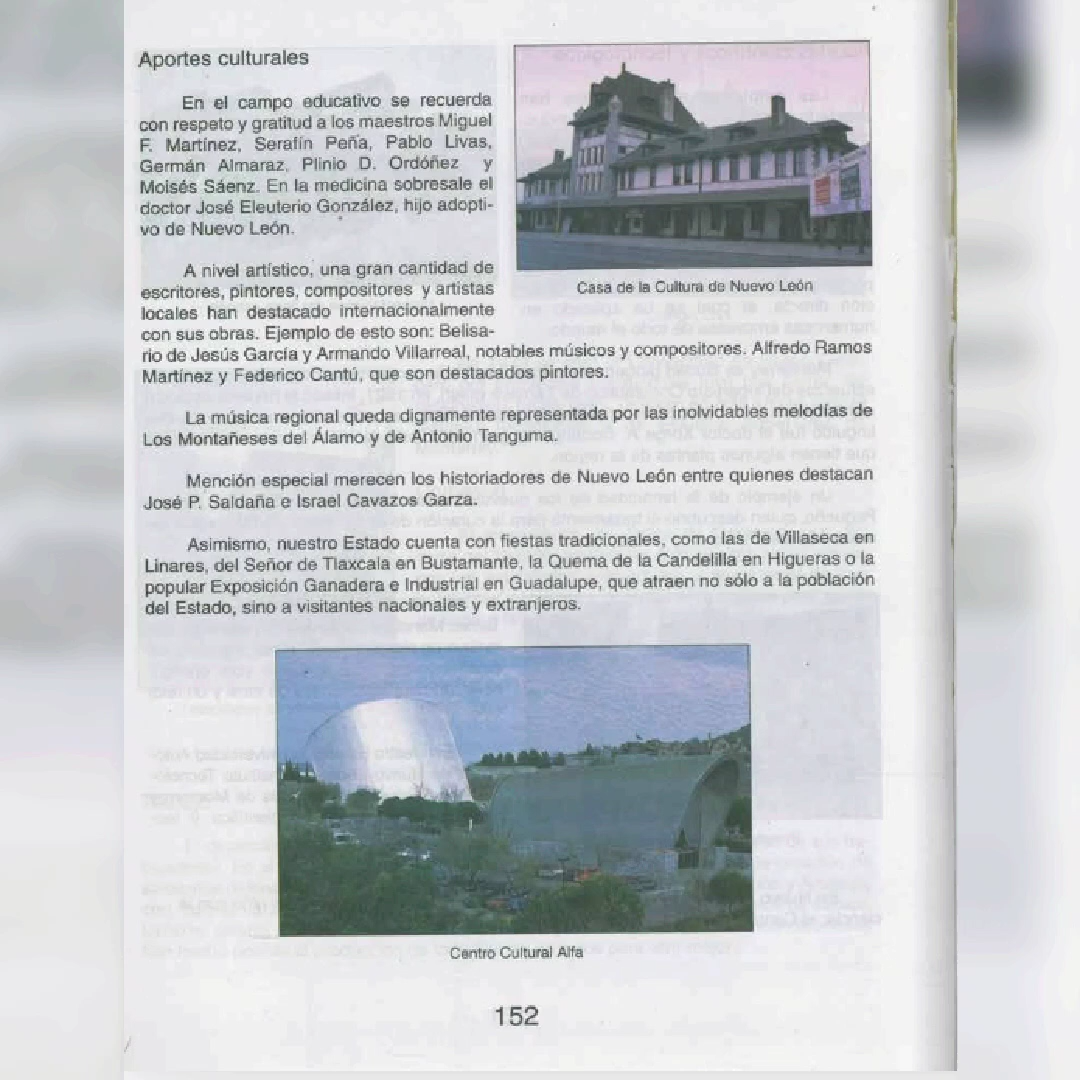 Aportes culturales
En el campo educativo se recuerda
con respeto y gratitud a los maestros Miguel
F. Martínez, Serafín Peña, Pablo Livas,
Germán Almaraz, Plinio D. Ordóñez y
Moisés Sáenz. En la medicina sobresale el
doctor José Eleuterio González, hijo adopti-
vo de Nuevo León.
A nivel artístico, una gran cantidad de
escritores, pintores, compositores y artistas
locales han destacado internacionalmente
con sus obras. Ejemplo de esto son: Belisa-
rio de Jesús García y Armando Villarreal, notables músicos y compositores. Alfredo Ramos
Martínez y Federico Cantú, que son destacados pintores.
Casa de la Cultura de Nuevo León
La música regional queda dignamente representada por las inolvidables melodías de
Los Montañeses del Álamo y de Antonio Tanguma.
Mención especial merecen los historiadores de Nuevo León entre quienes destacan
José P. Saldaña e Israel Cavazos Garza.
Asimismo, nuestro Estado cuenta con fiestas tradicionales, como las de Villaseca en
Linares, del Señor de Tlaxcala en Bustamante, la Quema de la Candelilla en Higueras o la
popular Exposición Ganadera e Industrial en Guadalupe, que atraen no sólo a la población
del Estado, sino a visitantes nacionales y extranjeros.
Centro Cultural Alfa
152